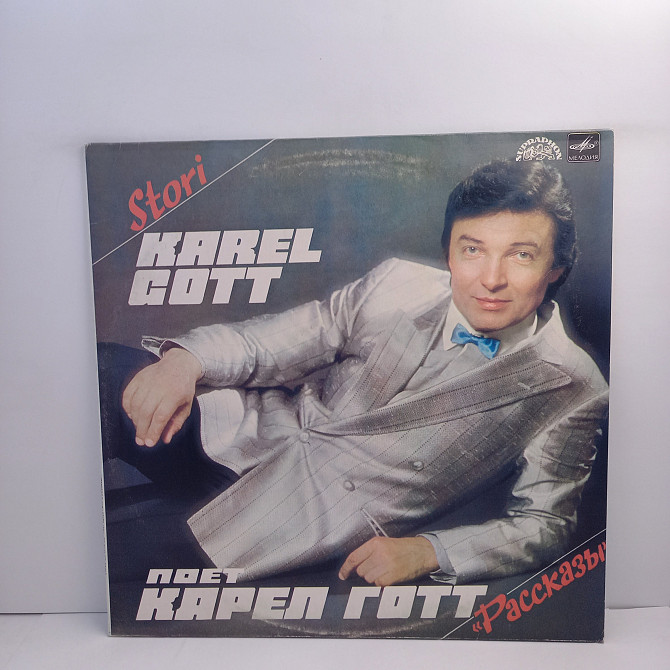 SUPRAPHON
МЕЛОДИЯ
Stori
KAREL
GOTT
ПОЕТ
КАРЕЛ ГОТТ
«Рассказы»